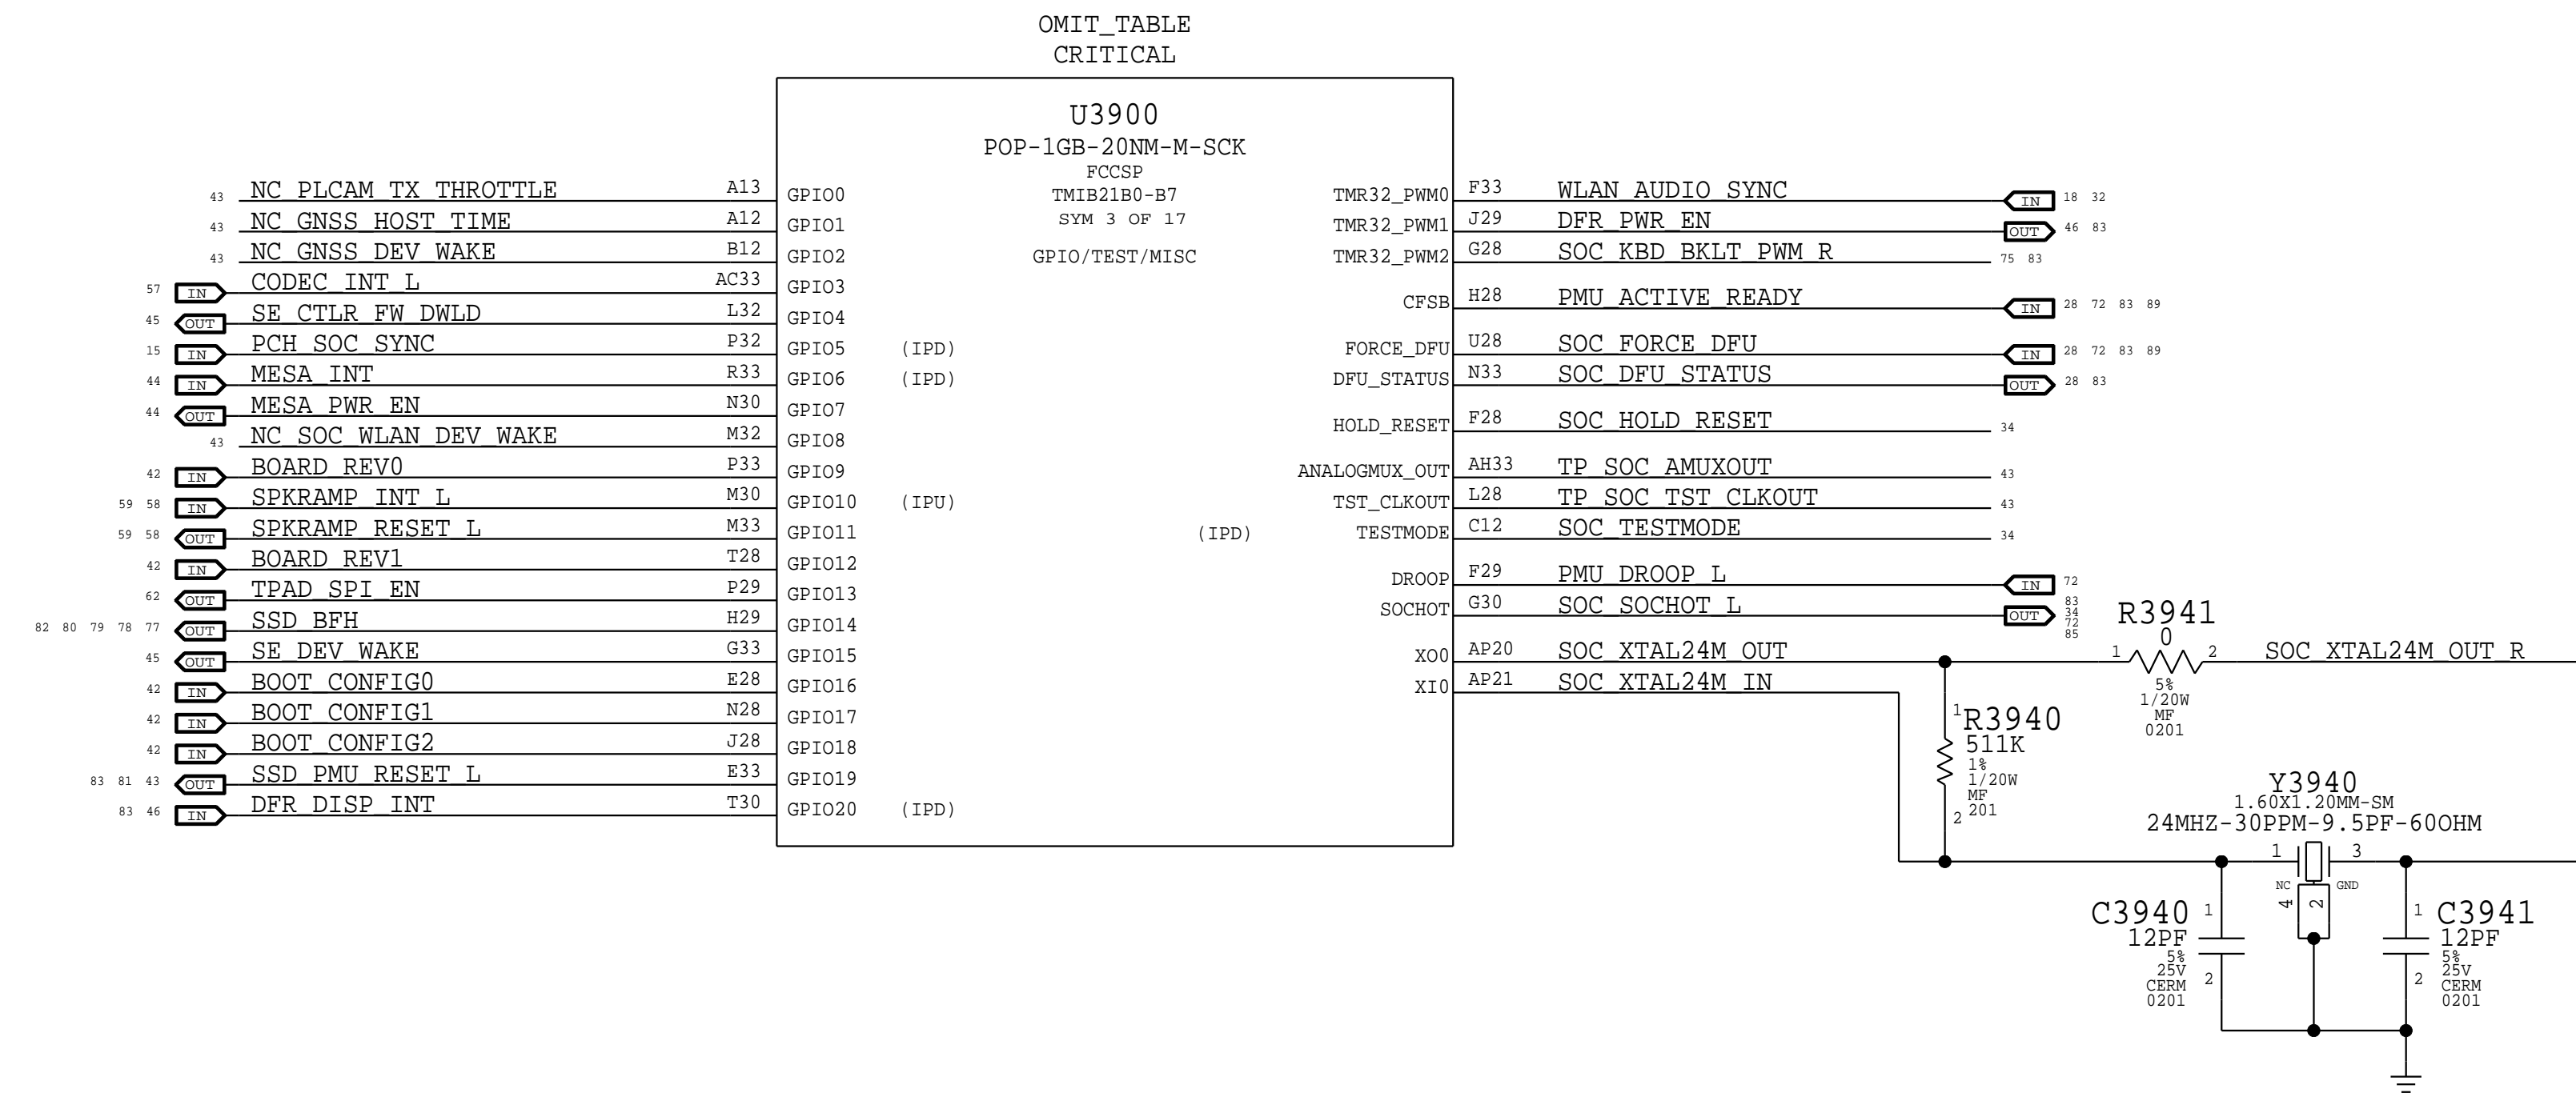 OMIT_TABLE
CRITICAL
U3900
POP-1GB-20NM-M-SCK
FCCSP
TMIB21B0-B7
SYM 3 OF 17
GPIO/TEST/MISC
43 NC_PLCAM_TX_THROTTLE A13 GPIO0
43 NC_GNSS_HOST_TIME A12 GPIO1
43 NC_GNSS_DEV_WAKE B12 GPIO2
57 IN CODEC_INT_L AC33 GPIO3
45 OUT SE_CTLR_FW_DWLD L32 GPIO4
15 IN PCH_SOC_SYNC P32 GPIO5 (IPD)
44 IN MESA_INT R33 GPIO6 (IPD)
44 OUT MESA_PWR_EN N30 GPIO7
43 NC_SOC_WLAN_DEV_WAKE M32 GPIO8
42 IN BOARD_REV0 P33 GPIO9
59 58 IN SPKRAMP_INT_L M30 GPIO10 (IPU)
59 58 OUT SPKRAMP_RESET_L M33 GPIO11
42 IN BOARD_REV1 T28 GPIO12
62 OUT TPAD_SPI_EN P29 GPIO13
82 80 79 78 77 OUT SSD_BFH H29 GPIO14
45 OUT SE_DEV_WAKE G33 GPIO15
42 IN BOOT_CONFIG0 E28 GPIO16
42 IN BOOT_CONFIG1 N28 GPIO17
42 IN BOOT_CONFIG2 J28 GPIO18
83 81 43 OUT SSD_PMU_RESET_L E33 GPIO19
83 46 IN DFR_DISP_INT T30 GPIO20 (IPD)
TMR32_PWM0 F33 WLAN_AUDIO_SYNC IN 18 32
TMR32_PWM1 J29 DFR_PWR_EN OUT 46 83
TMR32_PWM2 G28 SOC_KBD_BKLT_PWM_R 75 83
CFSB H28 PMU_ACTIVE_READY IN 28 72 83 89
FORCE_DFU U28 SOC_FORCE_DFU IN 28 72 83 89
DFU_STATUS N33 SOC_DFU_STATUS OUT 28 83
HOLD_RESET F28 SOC_HOLD_RESET 34
ANALOGMUX_OUT AH33 TP_SOC_AMUXOUT 43
TST_CLKOUT L28 TP_SOC_TST_CLKOUT 43
(IPD) TESTMODE C12 SOC_TESTMODE 34
DROOP F29 PMU_DROOP_L IN 72
83
SOCHOT G30 SOC_SOCHOT_L OUT 34
72
85
XO0 AP20 SOC_XTAL24M_OUT
XI0 AP21 SOC_XTAL24M_IN
R3941
0
1 2 SOC_XTAL24M_OUT_R
5%
1/20W
MF
0201
1 R3940
511K
1%
1/20W
MF
2 201
Y3940
1.60X1.20MM-SM
24MHZ-30PPM-9.5PF-60OHM
1 3
NC GND
4 2
C3940 1
12PF
5%
25V
CERM 2
0201
1 C3941
12PF
5%
25V
2 CERM
0201